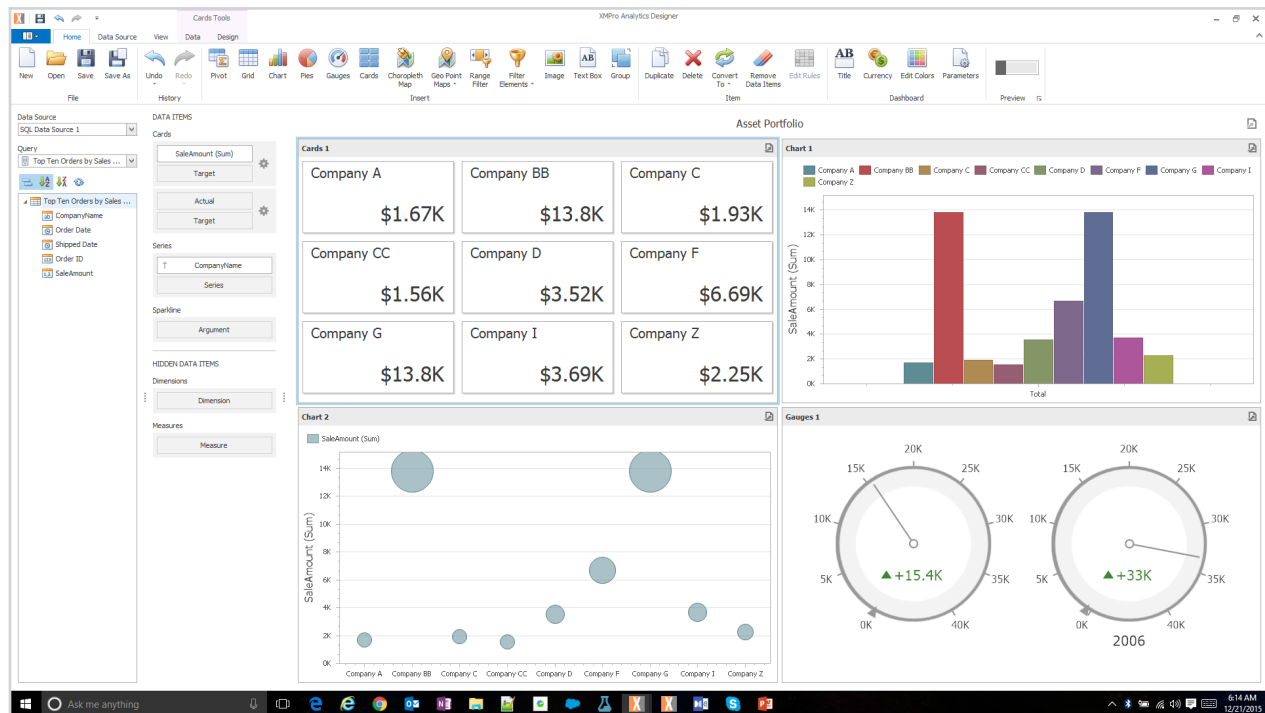 Cards Tools
XMPro Analytics Designer
Home Data Source View Data Design
New Open Save Save As Undo Redo Pivot Grid Chart Pies Gauges Cards Choropleth Map Geo Point Maps Range Filter Filter Elements Image Text Box Group Duplicate Delete Convert To Remove Data Items Edit Rules Title Currency Edit Colors Parameters
File History Insert Item Dashboard Preview
Data Source
SQL Data Source 1
Query
Top Ten Orders by Sales ...
Top Ten Orders by Sales ...
CompanyName
Order Date
Shipped Date
Order ID
SaleAmount
DATA ITEMS
Cards
SaleAmount (Sum)
Target
Actual
Target
Series
CompanyName
Series
Sparkline
Argument
HIDDEN DATA ITEMS
Dimensions
Dimension
Measures
Measure
Asset Portfolio
Cards 1
Company A Company BB Company C
$1.67K $13.8K $1.93K
Company CC Company D Company F
$1.56K $3.52K $6.69K
Company G Company I Company Z
$13.8K $3.69K $2.25K
Chart 1
Company A Company BB Company C Company CC Company D Company F Company G Company I
Company Z
SaleAmount (Sum)
14K
12K
10K
8K
6K
4K
2K
0K
Total
Chart 2
SaleAmount (Sum)
SaleAmount (Sum)
14K
12K
10K
8K
6K
4K
2K
0K
Company A Company BB Company C Company CC Company D Company F Company G Company I Company Z
Gauges 1
0K 5K 10K 15K 20K 25K 30K 35K 40K
+15.4K
0K 5K 10K 15K 20K 25K 30K 35K 40K
+33K
2006
Ask me anything
6:14 AM
12/21/2015